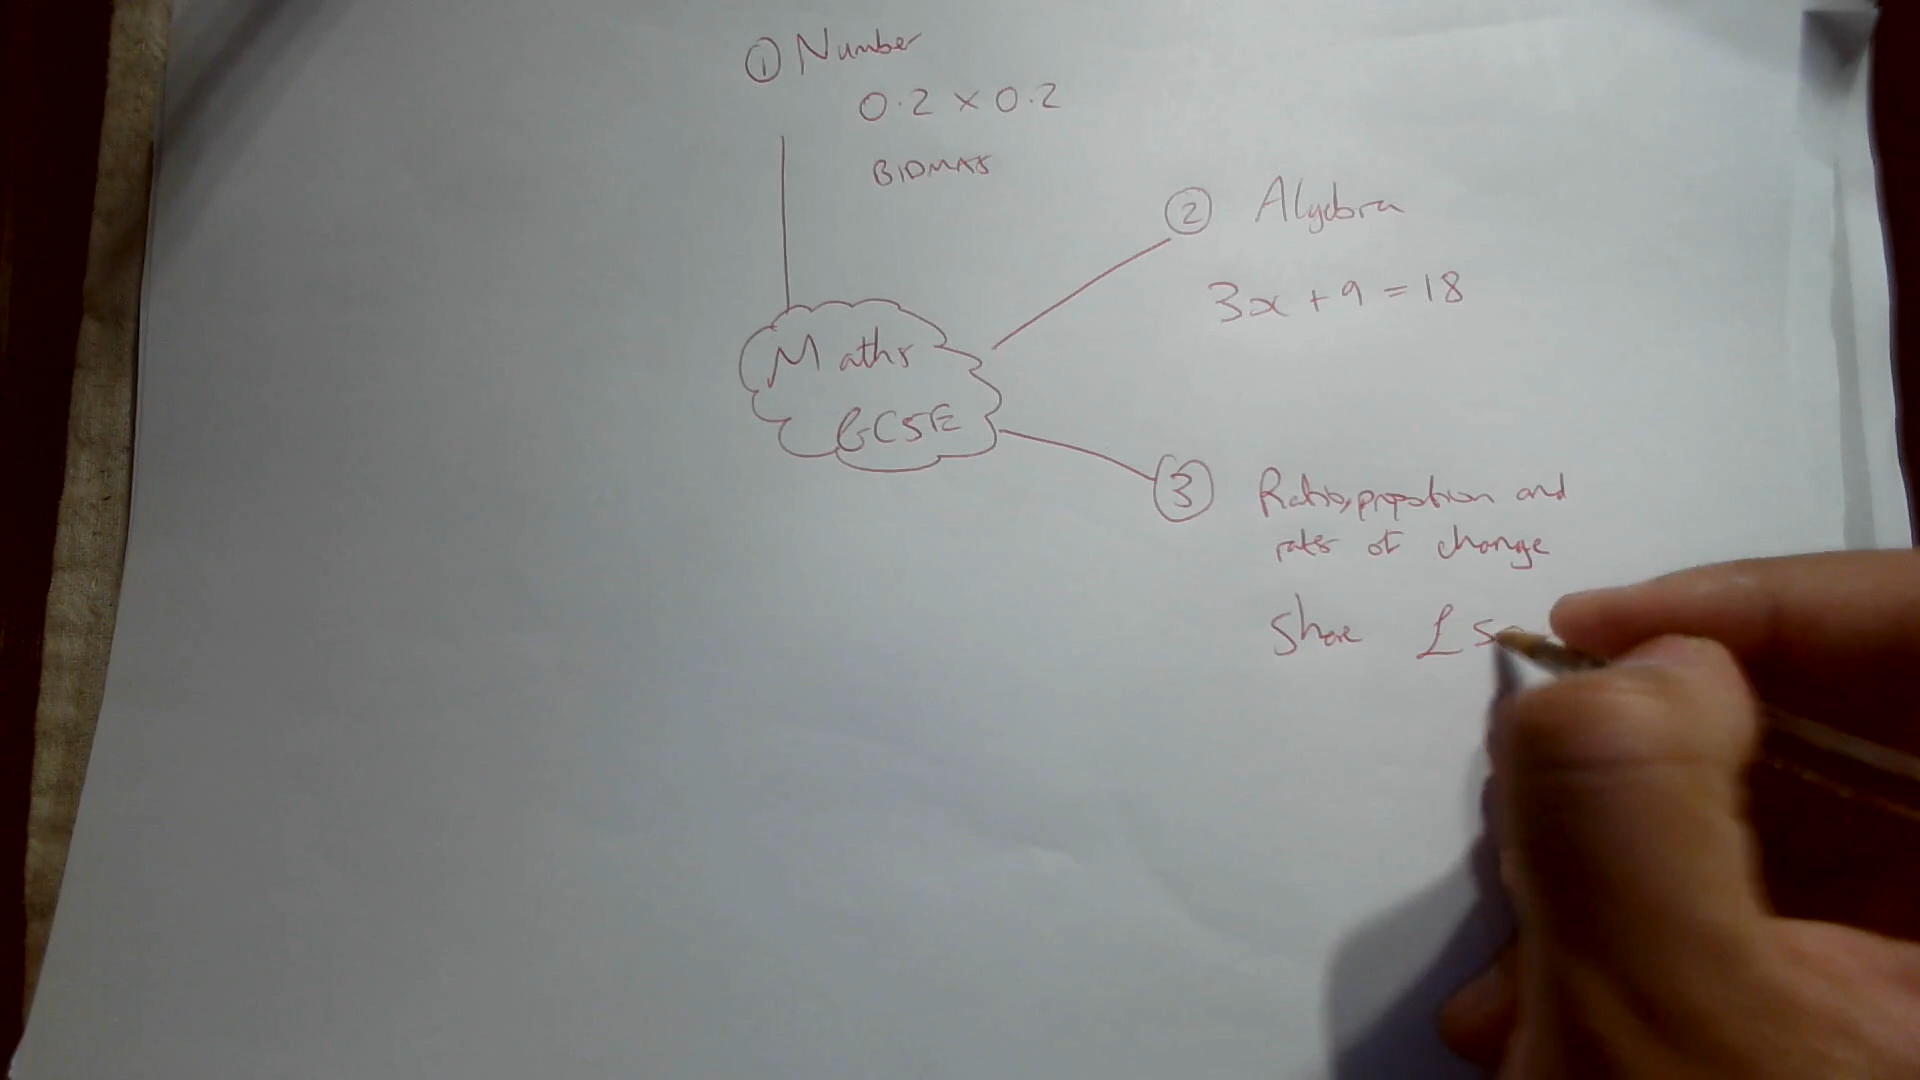 ① Number
0.2 × 0.2
BIDMAS
② Algebra
3x + 9 = 18
Maths
GCSE
③ Ratio, proportion and
rates of change
Share £5